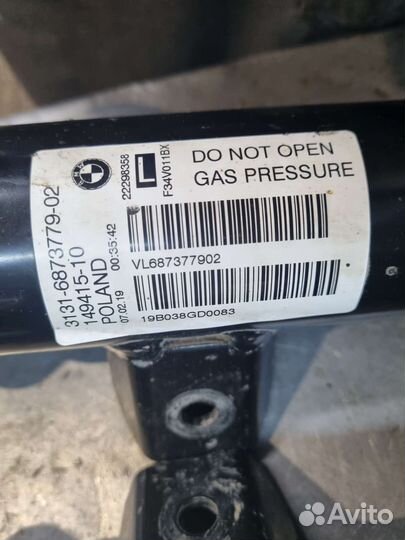 3131-6873779-02
149415-10
POLAND
07.02.19 00:35:42
BMW
22298358
L
F34V011BX
DO NOT OPEN
GAS PRESSURE
VL687377902
19B038GD0083
Avito